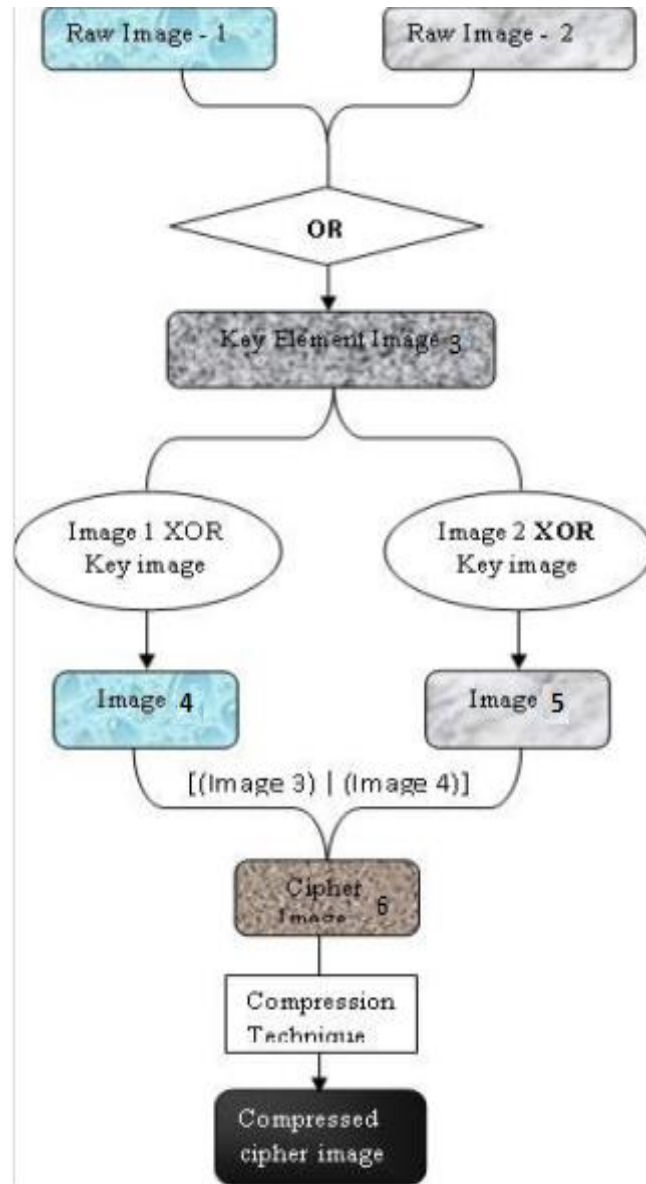 Raw Image - 1
Raw Image - 2
OR
Key Element Image 3
Image 1 XOR
Key image
Image 2 XOR
Key image
Image 4
Image 5
[(Image 3) | (Image 4)]
Cipher
Image 6
Compression
Technique
Compressed
cipher image